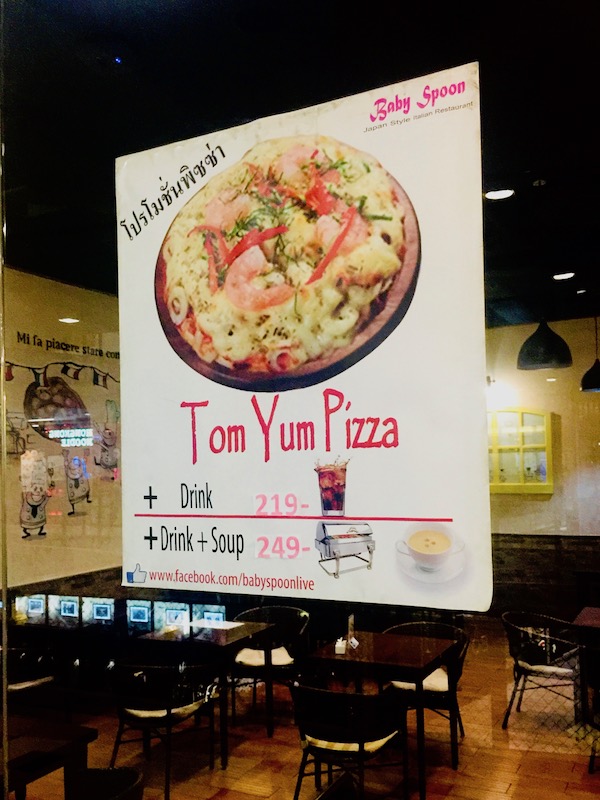 Baby Spoon
Japan Style Italian Restaurant
โปรโมชั่นพิซซ่า
Tom Yum Pizza
+ Drink 219-
+ Drink + Soup 249-
www.facebook.com/babyspoonlive
Mi fa piacere stare con